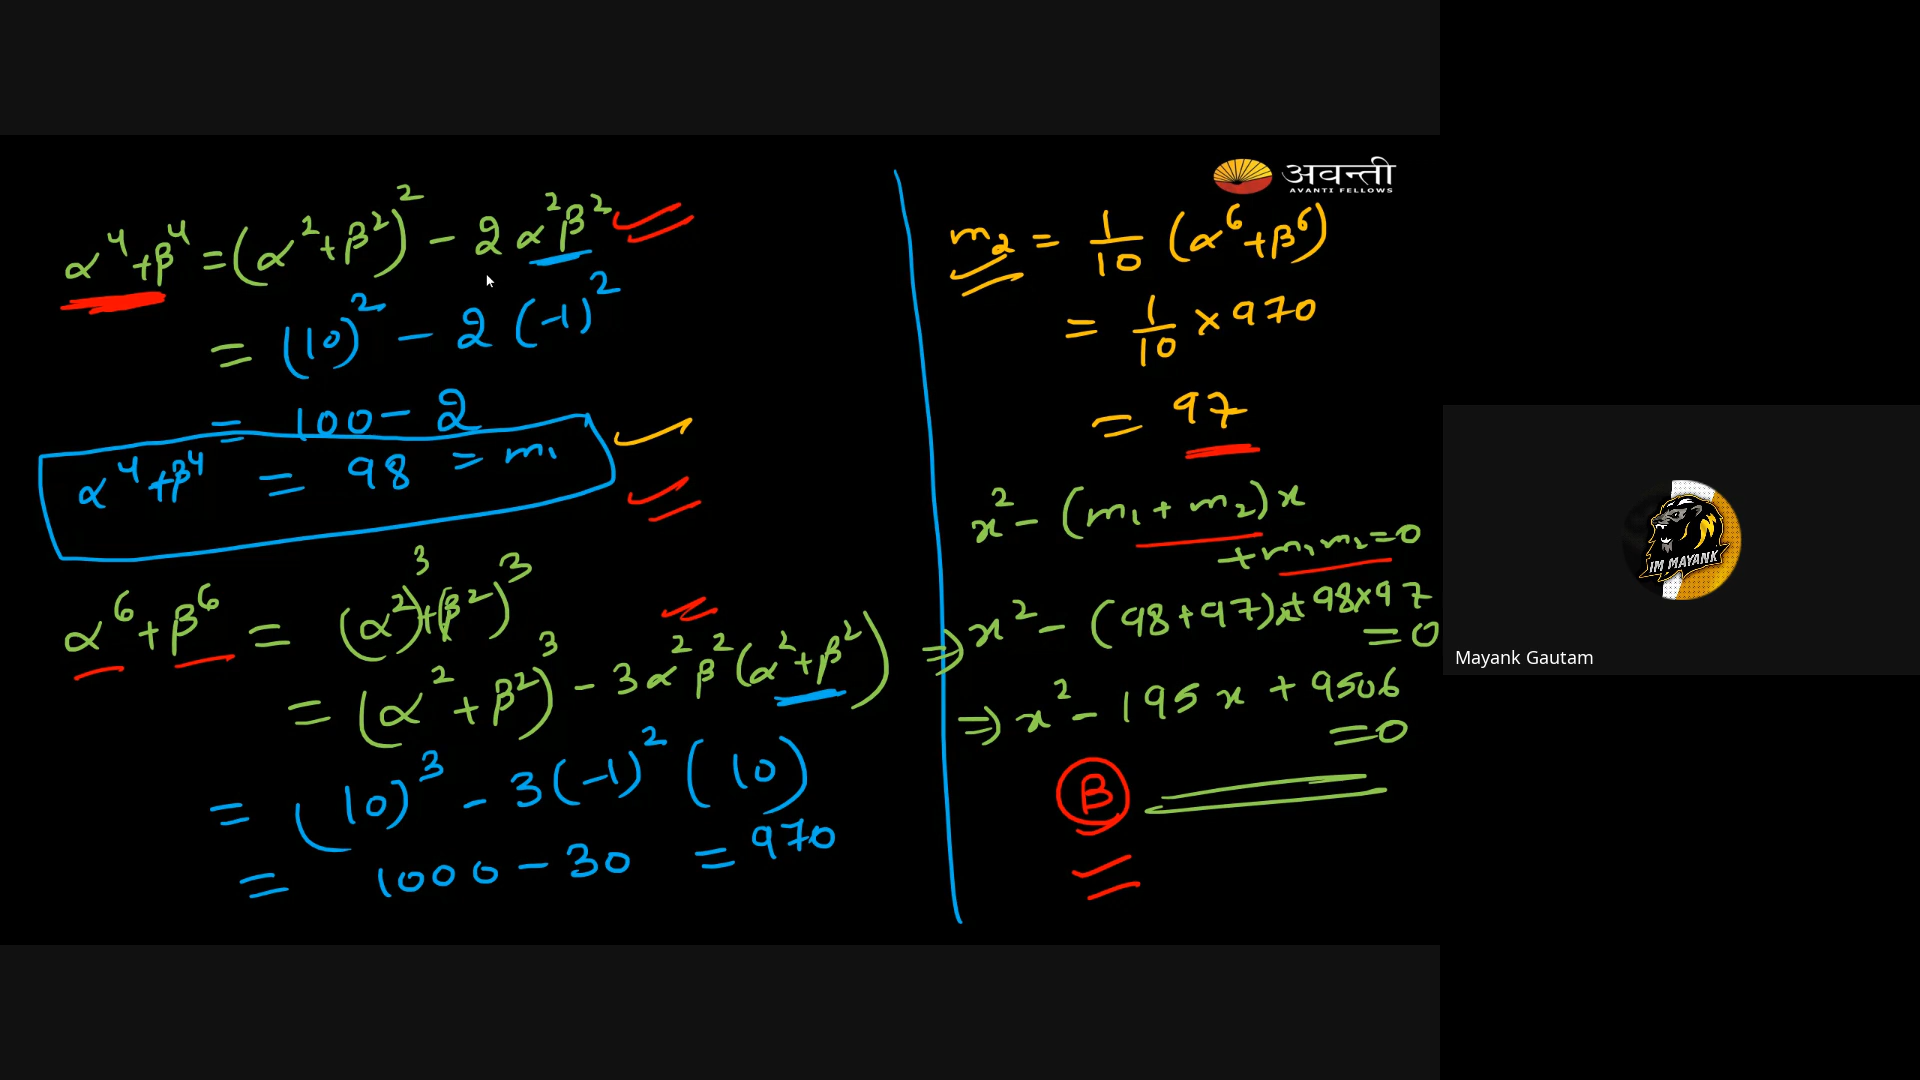 α⁴+β⁴ = (α²+β²)² − 2 α²β²
= (10)² − 2 (−1)²
= 100 − 2
α⁴+β⁴ = 98 = m₁
α⁶+β⁶ = (α²)³+(β²)³
= (α²+β²)³ − 3α²β²(α²+β²)
= (10)³ − 3(−1)² (10)
= 1000 − 30 = 970
अवन्ती
AVANTI FELLOWS
m₂ = 1/10 (α⁶+β⁶)
= 1/10 × 970
= 97
x² − (m₁ + m₂)x
+ m₁m₂ = 0
⇒ x² − (98+97)x + 98×97
= 0
⇒ x² − 195x + 9506
= 0
B
IM MAYANK
Mayank Gautam